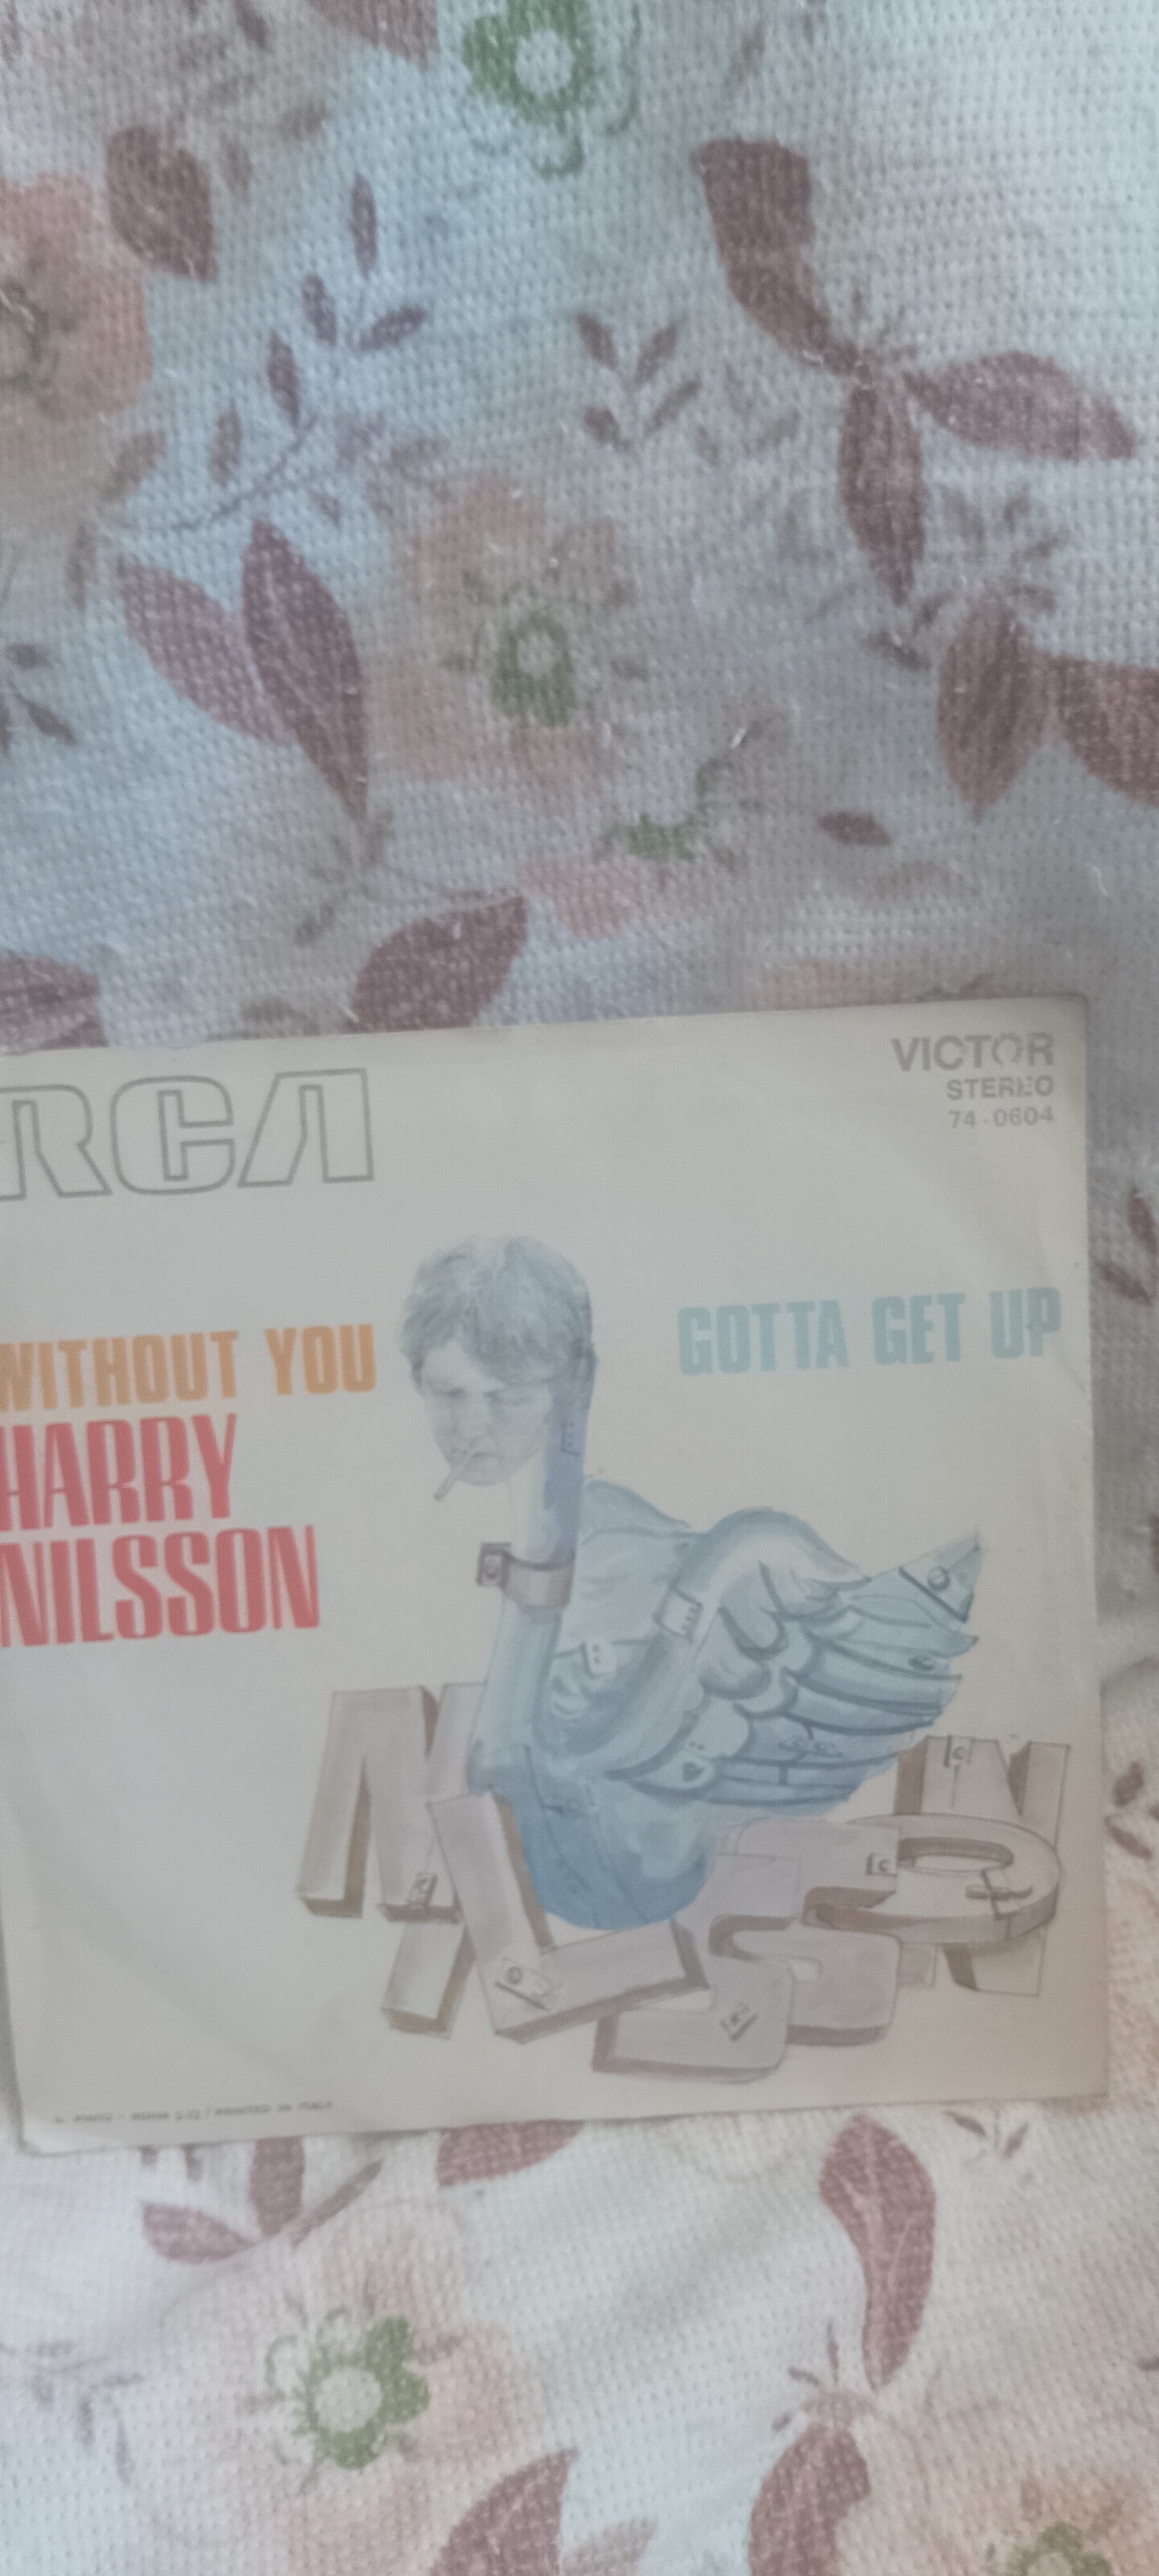 RCA
VICTOR
STEREO
74-0604
WITHOUT YOU
GOTTA GET UP
HARRY
NILSSON
NILSSON
PRINTED IN ITALY